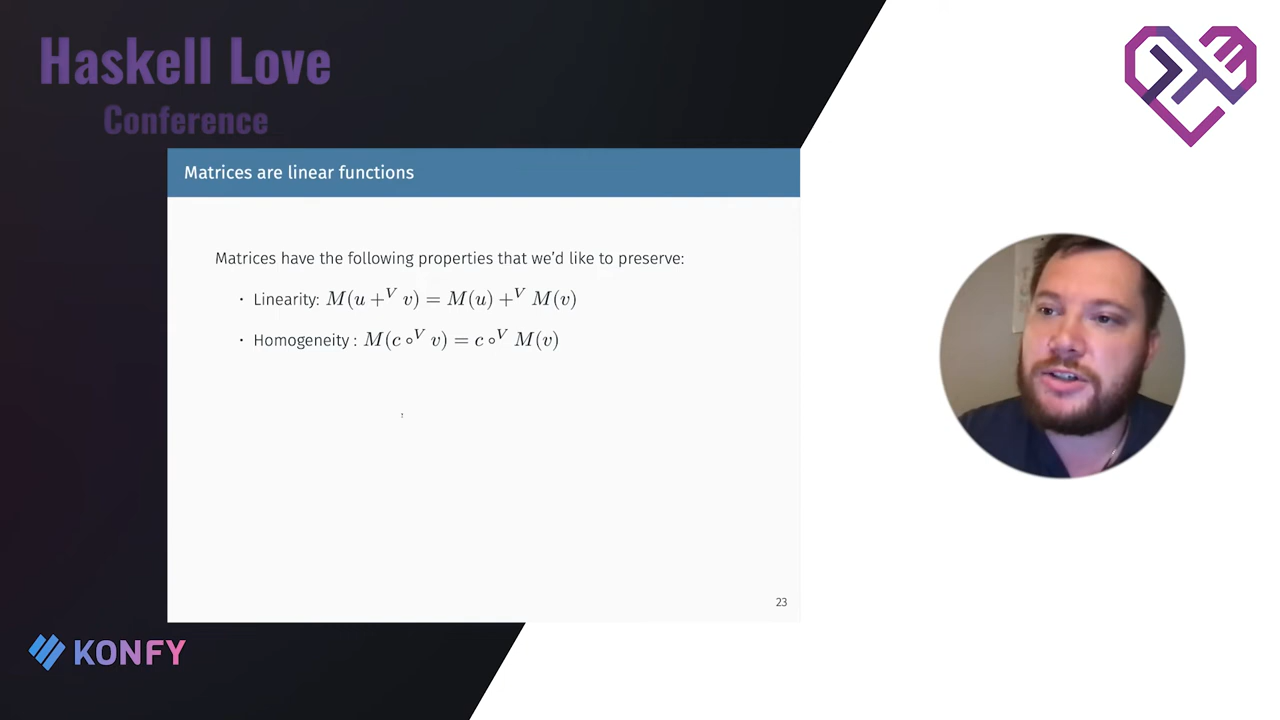 Haskell Love
Conference
Matrices are linear functions
Matrices have the following properties that we'd like to preserve:
· Linearity: M(u +^V v) = M(u) +^V M(v)
· Homogeneity : M(c ∘^V v) = c ∘^V M(v)
23
KONFY